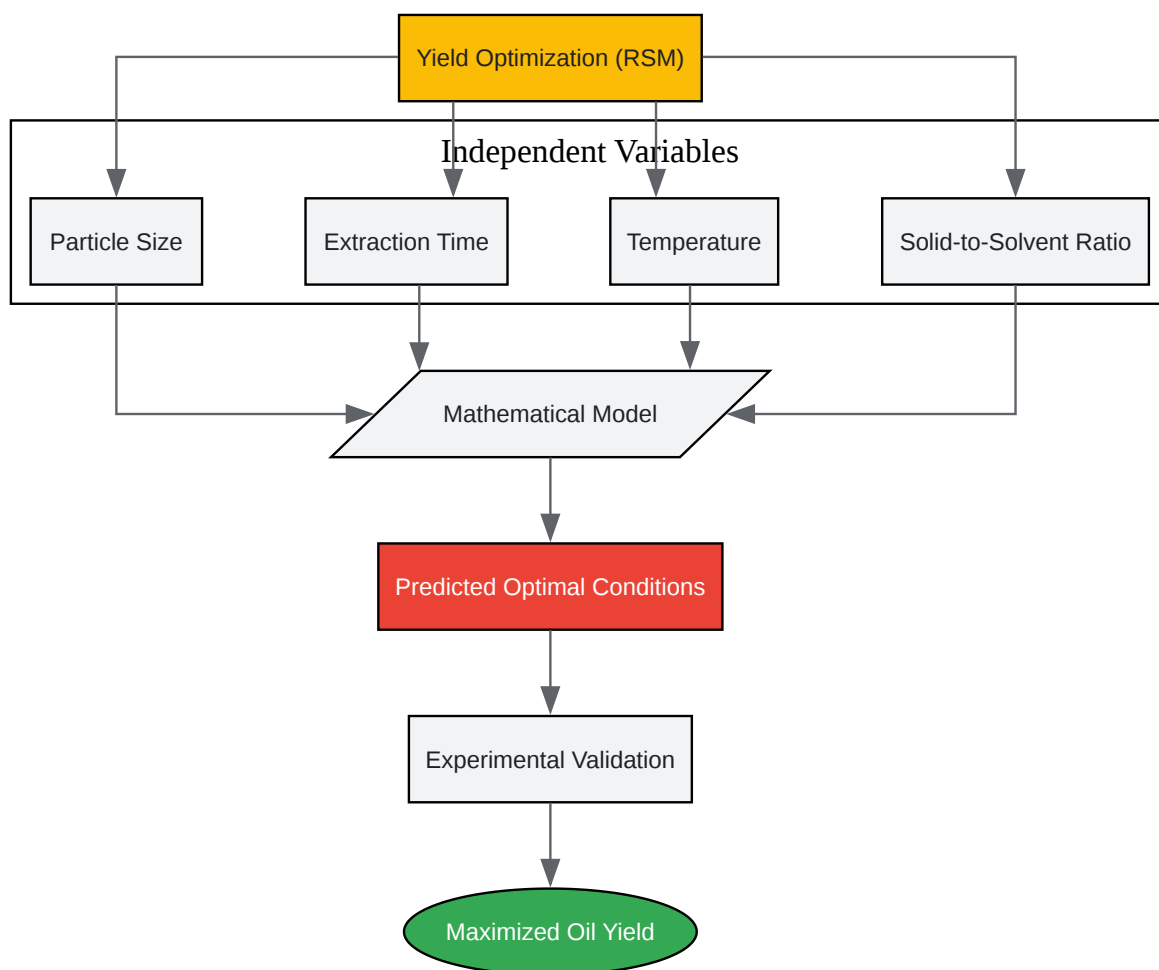 Yield Optimization (RSM)
Independent Variables
Particle Size
Extraction Time
Temperature
Solid-to-Solvent Ratio
Mathematical Model
Predicted Optimal Conditions
Experimental Validation
Maximized Oil Yield